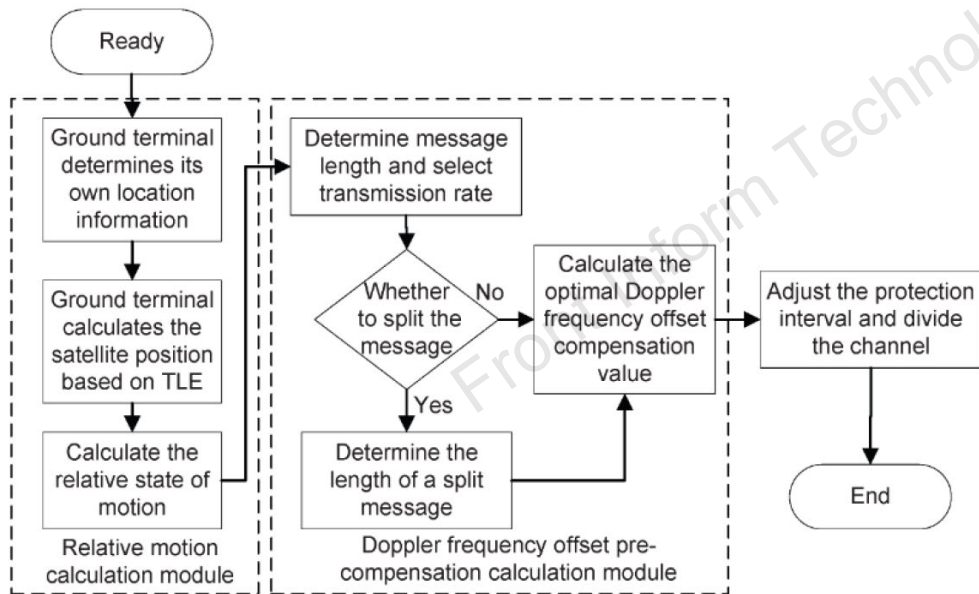 Ready
Ground terminal
determines its
own location
information
Ground terminal
calculates the
satellite position
based on TLE
Calculate the
relative state of
motion
Relative motion
calculation module
Determine message
length and select
transmission rate
Whether
to split the
message
No
Yes
Determine the
length of a split
message
Calculate the
optimal Doppler
frequency offset
compensation
value
Doppler frequency offset pre-
compensation calculation module
Adjust the protection
interval and divide
the channel
End
Front Inform Technol